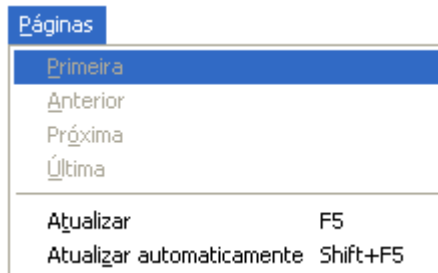 Páginas
Primeira
Anterior
Próxima
Última
Atualizar F5
Atualizar automaticamente Shift+F5